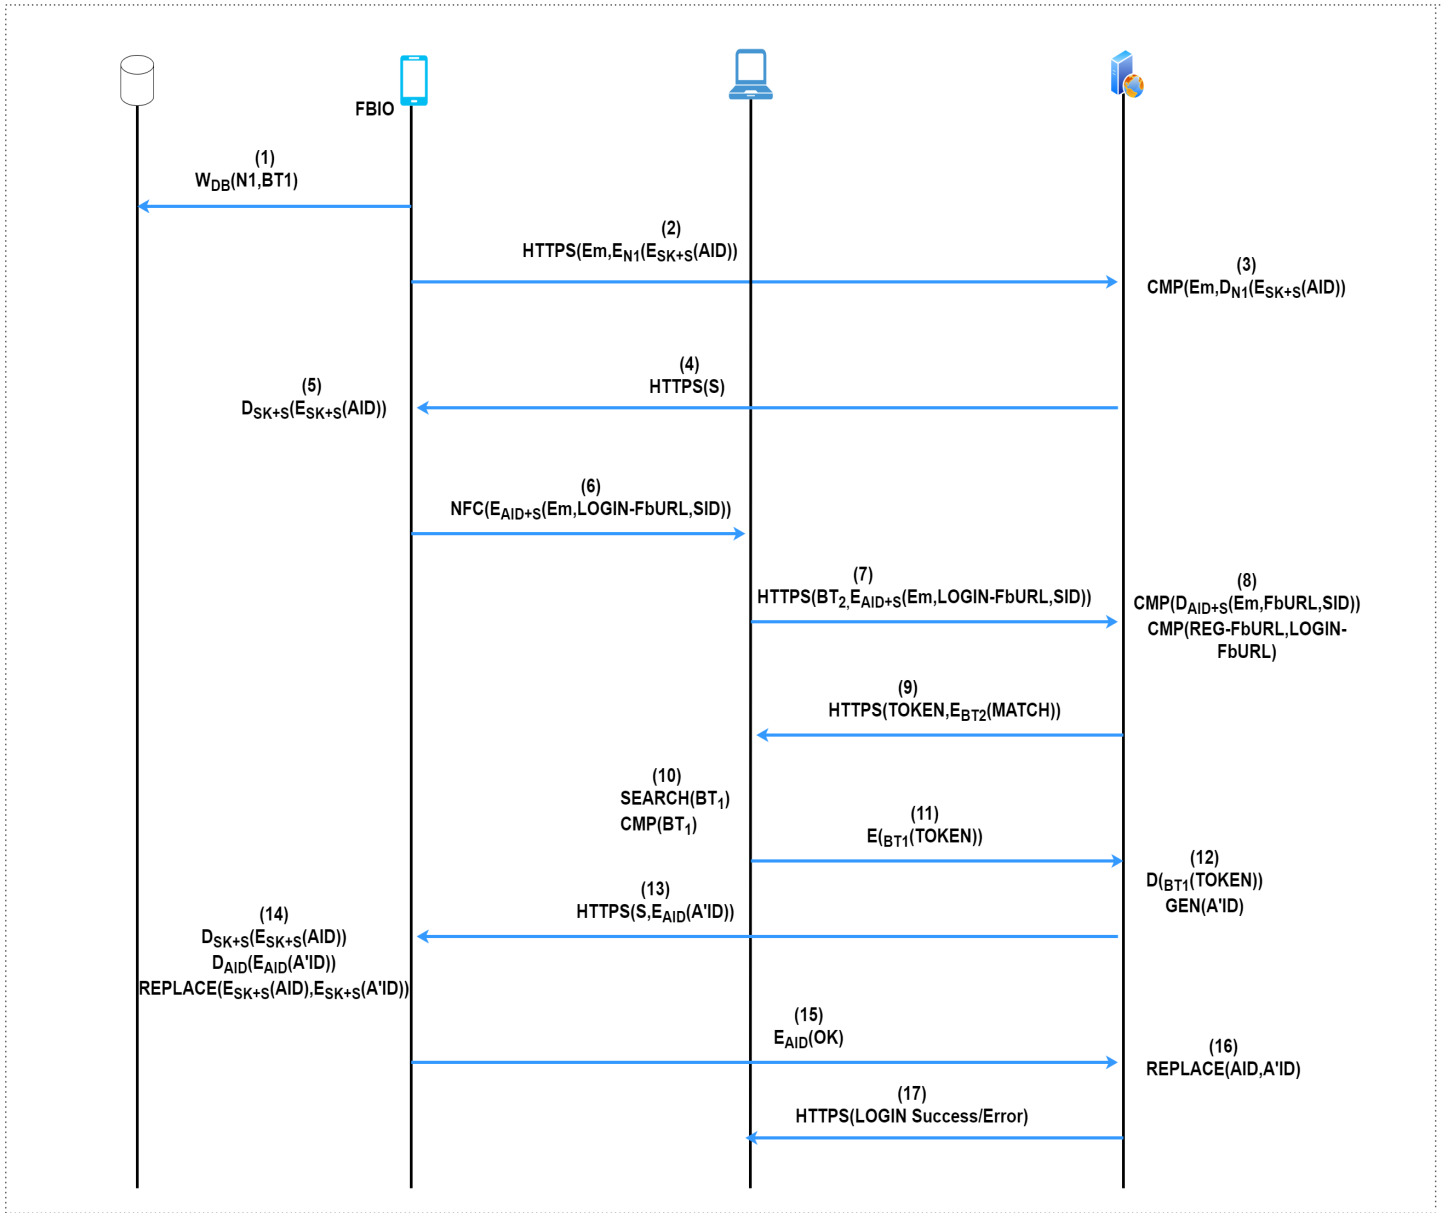 FBIO
(1)
WDB(N1,BT1)
(2)
HTTPS(Em,EN1(ESK+S(AID))
(3)
CMP(Em,DN1(ESK+S(AID))
(4)
HTTPS(S)
(5)
DSK+S(ESK+S(AID))
(6)
NFC(EAID+S(Em,LOGIN-FbURL,SID))
(7)
HTTPS(BT2,EAID+S(Em,LOGIN-FbURL,SID))
(8)
CMP(DAID+S(Em,FbURL,SID))
CMP(REG-FbURL,LOGIN-
FbURL)
(9)
HTTPS(TOKEN,EBT2(MATCH))
(10)
SEARCH(BT1)
CMP(BT1)
(11)
E(BT1(TOKEN))
(12)
D(BT1(TOKEN))
GEN(A'ID)
(13)
HTTPS(S,EAID(A'ID))
(14)
DSK+S(ESK+S(AID))
DAID(EAID(A'ID))
REPLACE(ESK+S(AID),ESK+S(A'ID))
(15)
EAID(OK)
(16)
REPLACE(AID,A'ID)
(17)
HTTPS(LOGIN Success/Error)